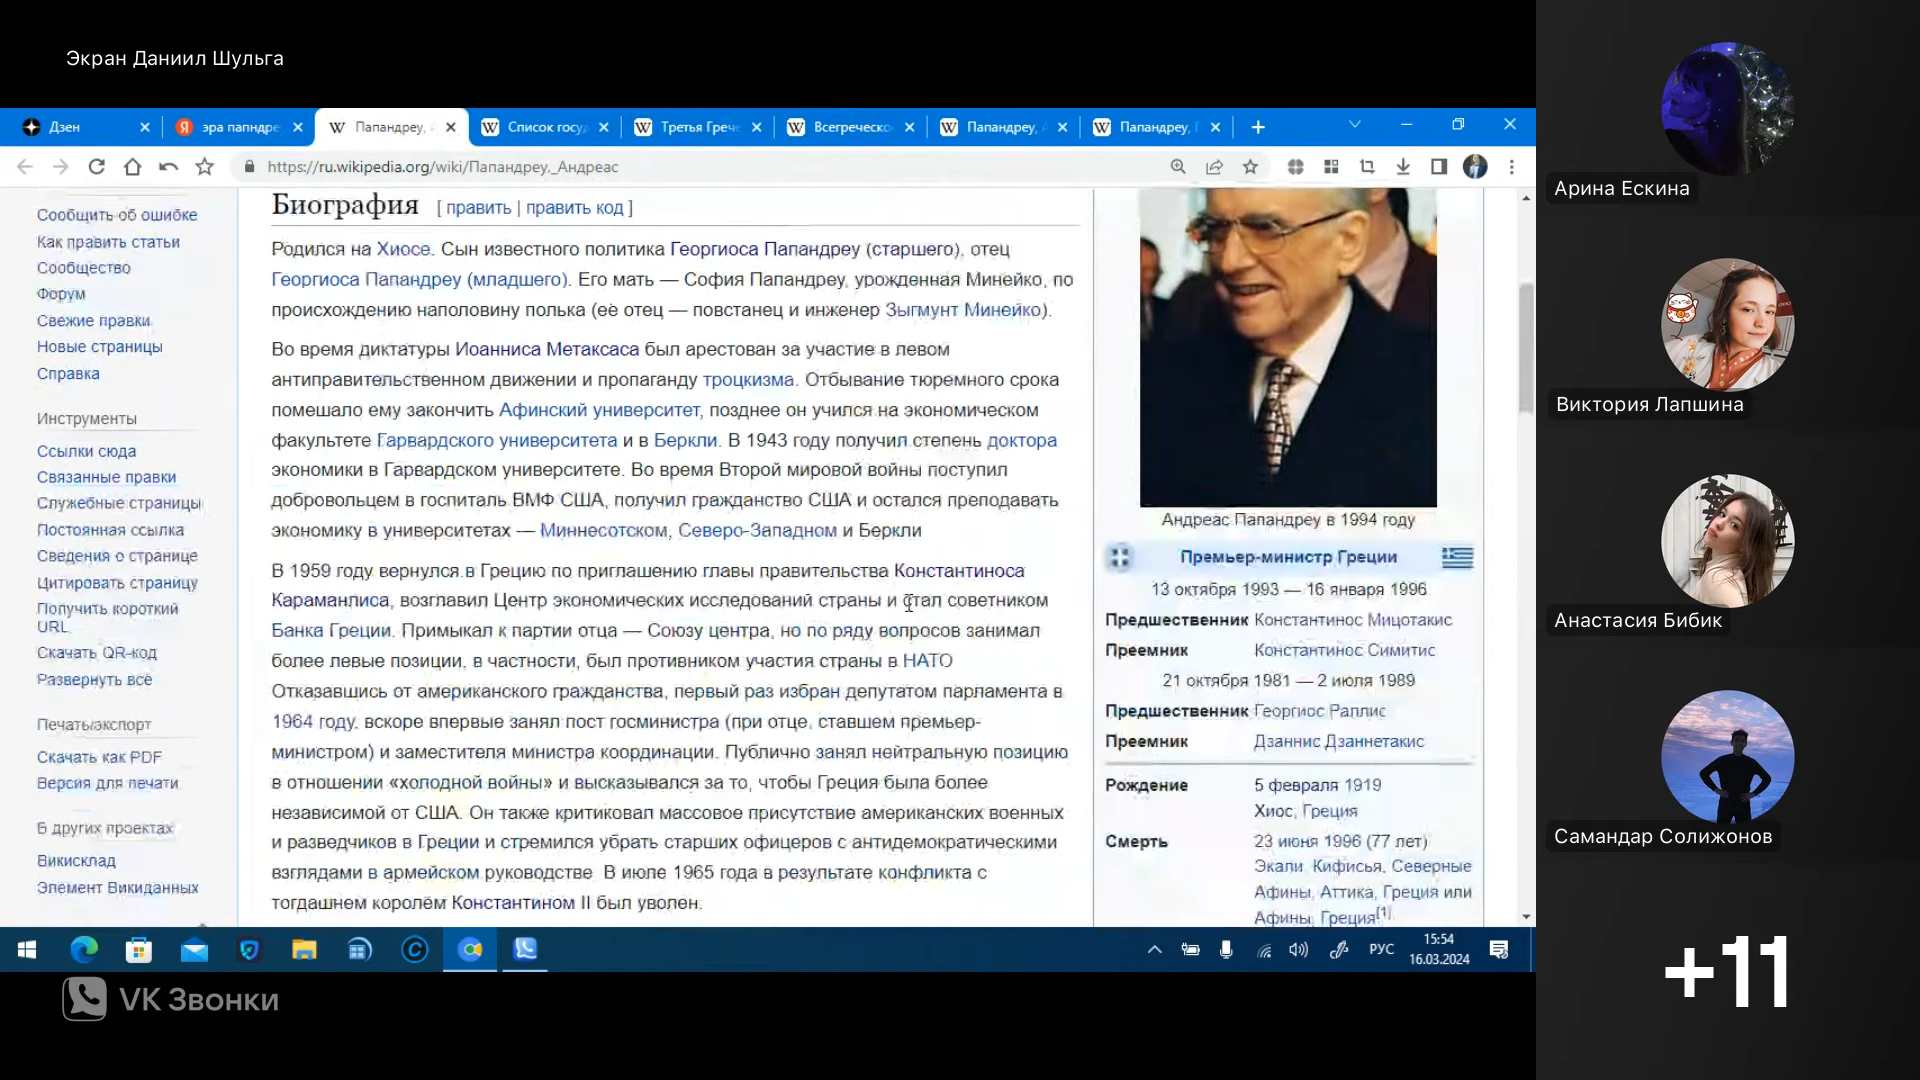 Экран Даниил Шульга
Дзен
эра папндре
Папандреу, А
Список госу
Третья Греч
Всегреческо
Папандреу, А
Папандреу, Г
https://ru.wikipedia.org/wiki/Папандреу,_Андреас
Сообщить об ошибке
Как править статьи
Сообщество
Форум
Свежие правки
Новые страницы
Справка
Инструменты
Ссылки сюда
Связанные правки
Служебные страницы
Постоянная ссылка
Сведения о странице
Цитировать страницу
Получить короткий
URL
Скачать QR-код
Развернуть всё
Печать/экспорт
Скачать как PDF
Версия для печати
В других проектах
Викисклад
Элемент Викиданных
Биография [ править | править код ]
Родился на Хиосе. Сын известного политика Георгиоса Папандреу (старшего), отец
Георгиоса Папандреу (младшего). Его мать — София Папандреу, урожденная Минейко, по
происхождению наполовину полька (её отец — повстанец и инженер Зыгмунт Минейко).
Во время диктатуры Иоанниса Метаксаса был арестован за участие в левом
антиправительственном движении и пропаганду троцкизма. Отбывание тюремного срока
помешало ему закончить Афинский университет, позднее он учился на экономическом
факультете Гарвардского университета и в Беркли. В 1943 году получил степень доктора
экономики в Гарвардском университете. Во время Второй мировой войны поступил
добровольцем в госпиталь ВМФ США, получил гражданство США и остался преподавать
экономику в университетах — Миннесотском, Северо-Западном и Беркли
В 1959 году вернулся в Грецию по приглашению главы правительства Константиноса
Караманлиса, возглавил Центр экономических исследований страны и стал советником
Банка Греции. Примыкал к партии отца — Союзу центра, но по ряду вопросов занимал
более левые позиции, в частности, был противником участия страны в НАТО
Отказавшись от американского гражданства, первый раз избран депутатом парламента в
1964 году, вскоре впервые занял пост госминистра (при отце, ставшем премьер-
министром) и заместителя министра координации. Публично занял нейтральную позицию
в отношении «холодной войны» и высказывался за то, чтобы Греция была более
независимой от США. Он также критиковал массовое присутствие американских военных
и разведчиков в Греции и стремился убрать старших офицеров с антидемократическими
взглядами в армейском руководстве В июле 1965 года в результате конфликта с
тогдашнем королём Константином II был уволен.
Андреас Папандреу в 1994 году
Премьер-министр Греции
13 октября 1993 — 16 января 1996
Предшественник Константинос Мицотакис
Преемник Константинос Симитис
21 октября 1981 — 2 июля 1989
Предшественник Георгиос Раллис
Преемник Дзаннис Дзаннетакис
Рождение 5 февраля 1919
Хиос, Греция
Смерть 23 июня 1996 (77 лет)
Экали, Кифисья, Северные
Афины, Аттика, Греция или
Афины, Греция[1]
РУС
15:54
16.03.2024
VK Звонки
Арина Ескина
Виктория Лапшина
Анастасия Бибик
Самандар Солижонов
+11